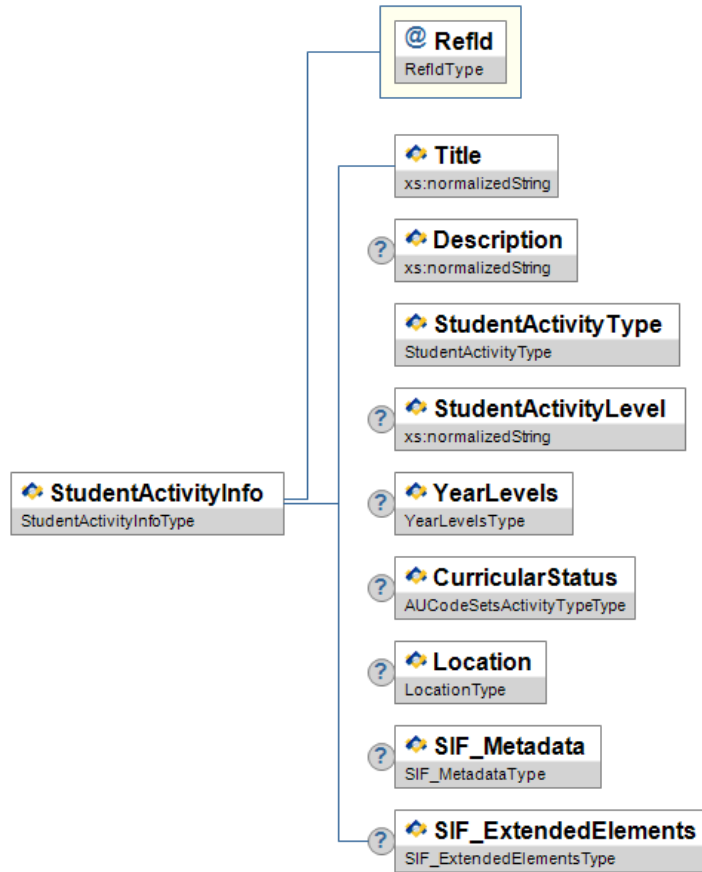 @ RefId
RefIdType
Title
xs:normalizedString
? Description
xs:normalizedString
StudentActivityType
StudentActivityType
? StudentActivityLevel
xs:normalizedString
StudentActivityInfo
StudentActivityInfoType
? YearLevels
YearLevelsType
? CurricularStatus
AUCodeSetsActivityTypeType
? Location
LocationType
? SIF_Metadata
SIF_MetadataType
? SIF_ExtendedElements
SIF_ExtendedElementsType